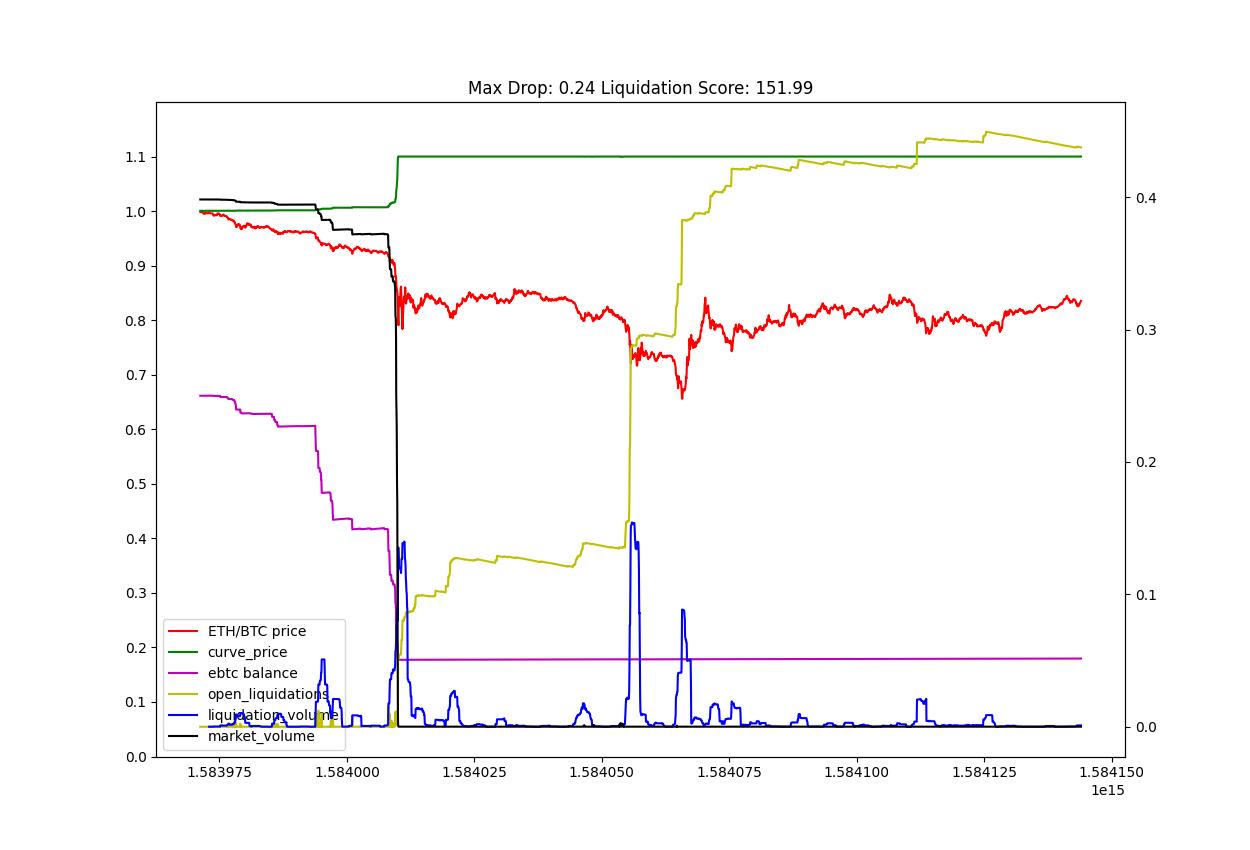 Max Drop: 0.24 Liquidation Score: 151.99
1.1
1.0
0.9
0.8
0.7
0.6
0.5
0.4
0.3
0.2
0.1
0.0
0.4
0.3
0.2
0.1
0.0
ETH/BTC price
curve_price
ebtc balance
open_liquidations
liquidation_volume
market_volume
1.583975 1.584000 1.584025 1.584050 1.584075 1.584100 1.584125 1.584150
1e15